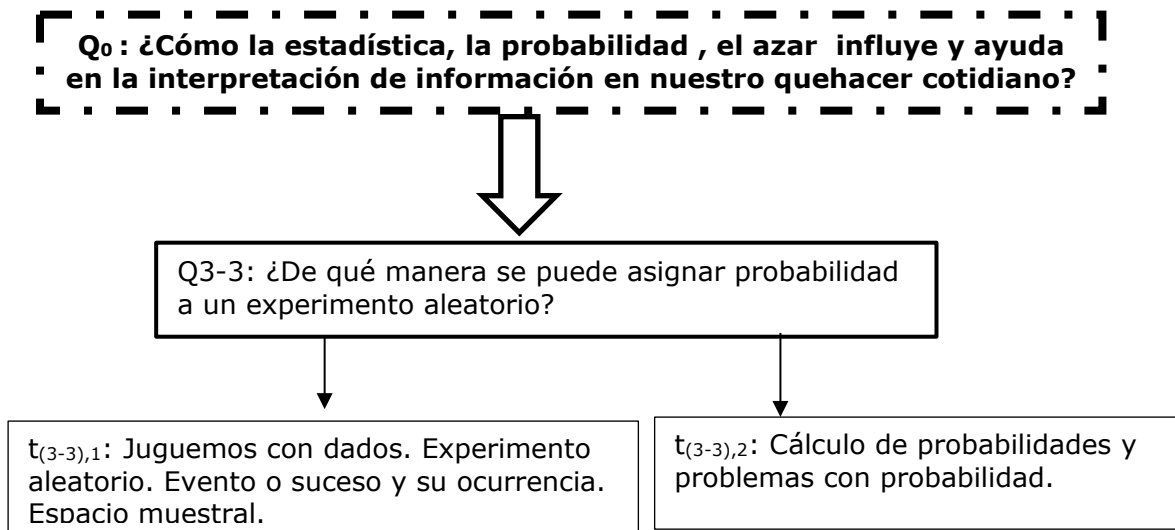 Q₀ : ¿Cómo la estadística, la probabilidad , el azar influye y ayuda
en la interpretación de información en nuestro quehacer cotidiano?
Q3-3: ¿De qué manera se puede asignar probabilidad
a un experimento aleatorio?
t₍₃₋₃₎,₁: Juguemos con dados. Experimento
aleatorio. Evento o suceso y su ocurrencia.
Espacio muestral.
t₍₃₋₃₎,₂: Cálculo de probabilidades y
problemas con probabilidad.